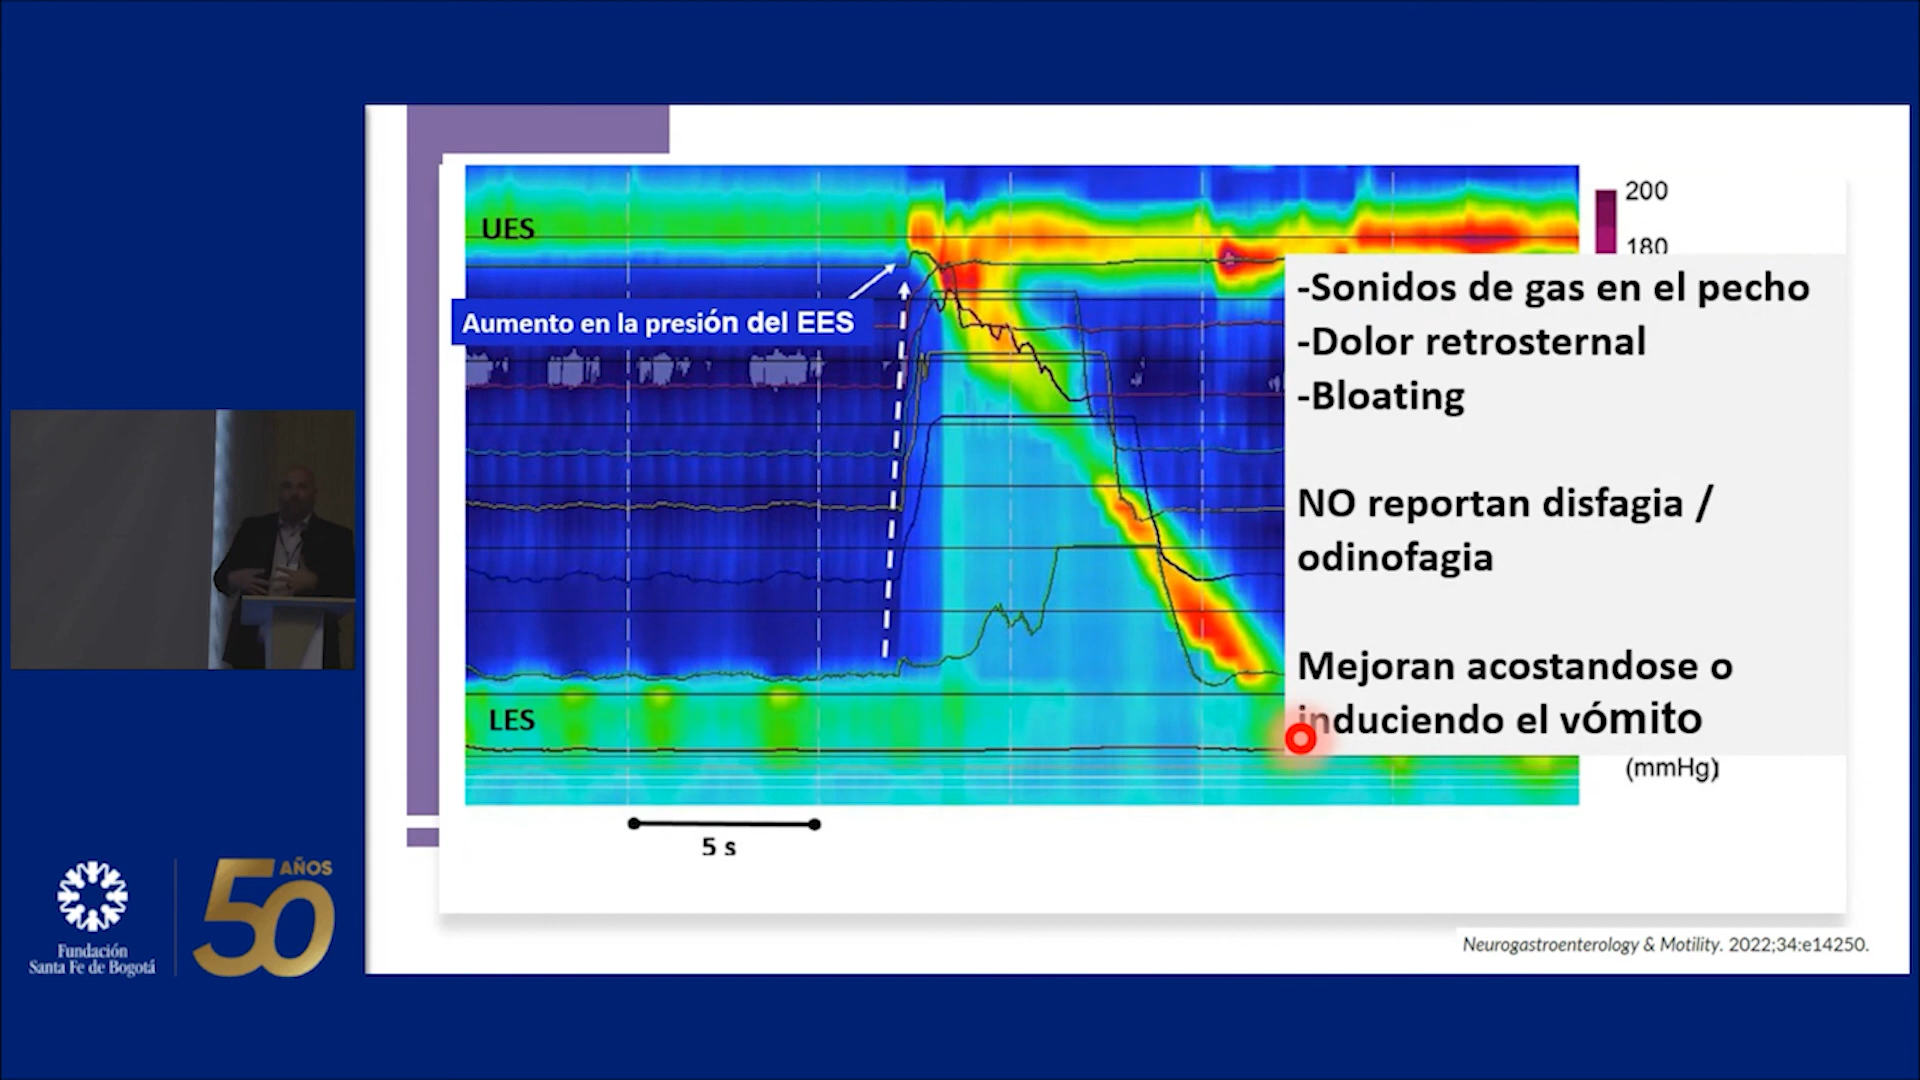 UES
Aumento en la presión del EES
LES
5 s
200
180
-Sonidos de gas en el pecho
-Dolor retrosternal
-Bloating
NO reportan disfagia /
odinofagia
Mejoran acostandose o
induciendo el vómito
(mmHg)
Neurogastroenterology & Motility. 2022;34:e14250.
Fundación
Santa Fe de Bogotá
50 AÑOS